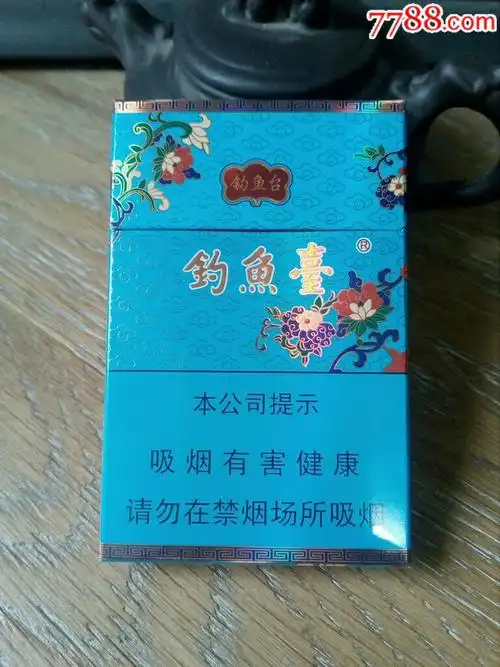 7788.com
钓鱼台
釣魚臺®
本公司提示
吸烟有害健康
请勿在禁烟场所吸烟